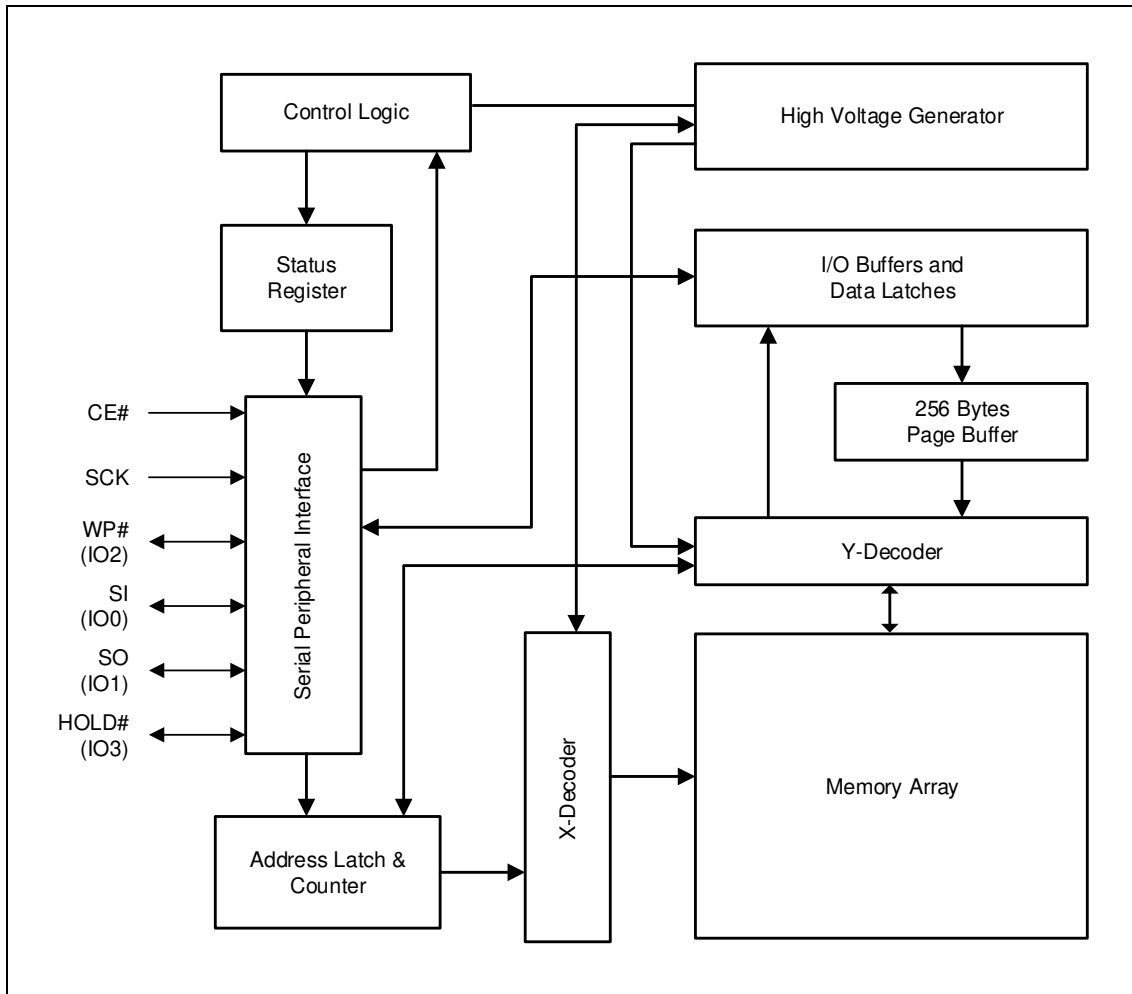 Control Logic
High Voltage Generator
Status
Register
I/O Buffers and
Data Latches
256 Bytes
Page Buffer
Y-Decoder
CE#
SCK
WP#
(IO2)
SI
(IO0)
SO
(IO1)
HOLD#
(IO3)
Serial Peripheral Interface
X-Decoder
Memory Array
Address Latch &
Counter